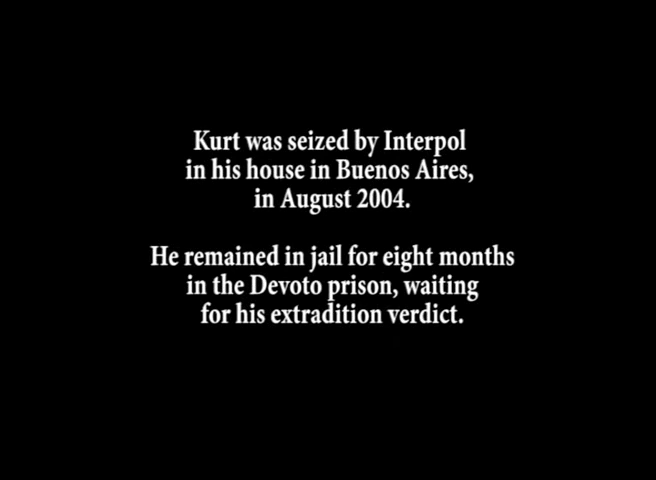 Kurt was seized by Interpol
in his house in Buenos Aires,
in August 2004.
He remained in jail for eight months
in the Devoto prison, waiting
for his extradition verdict.